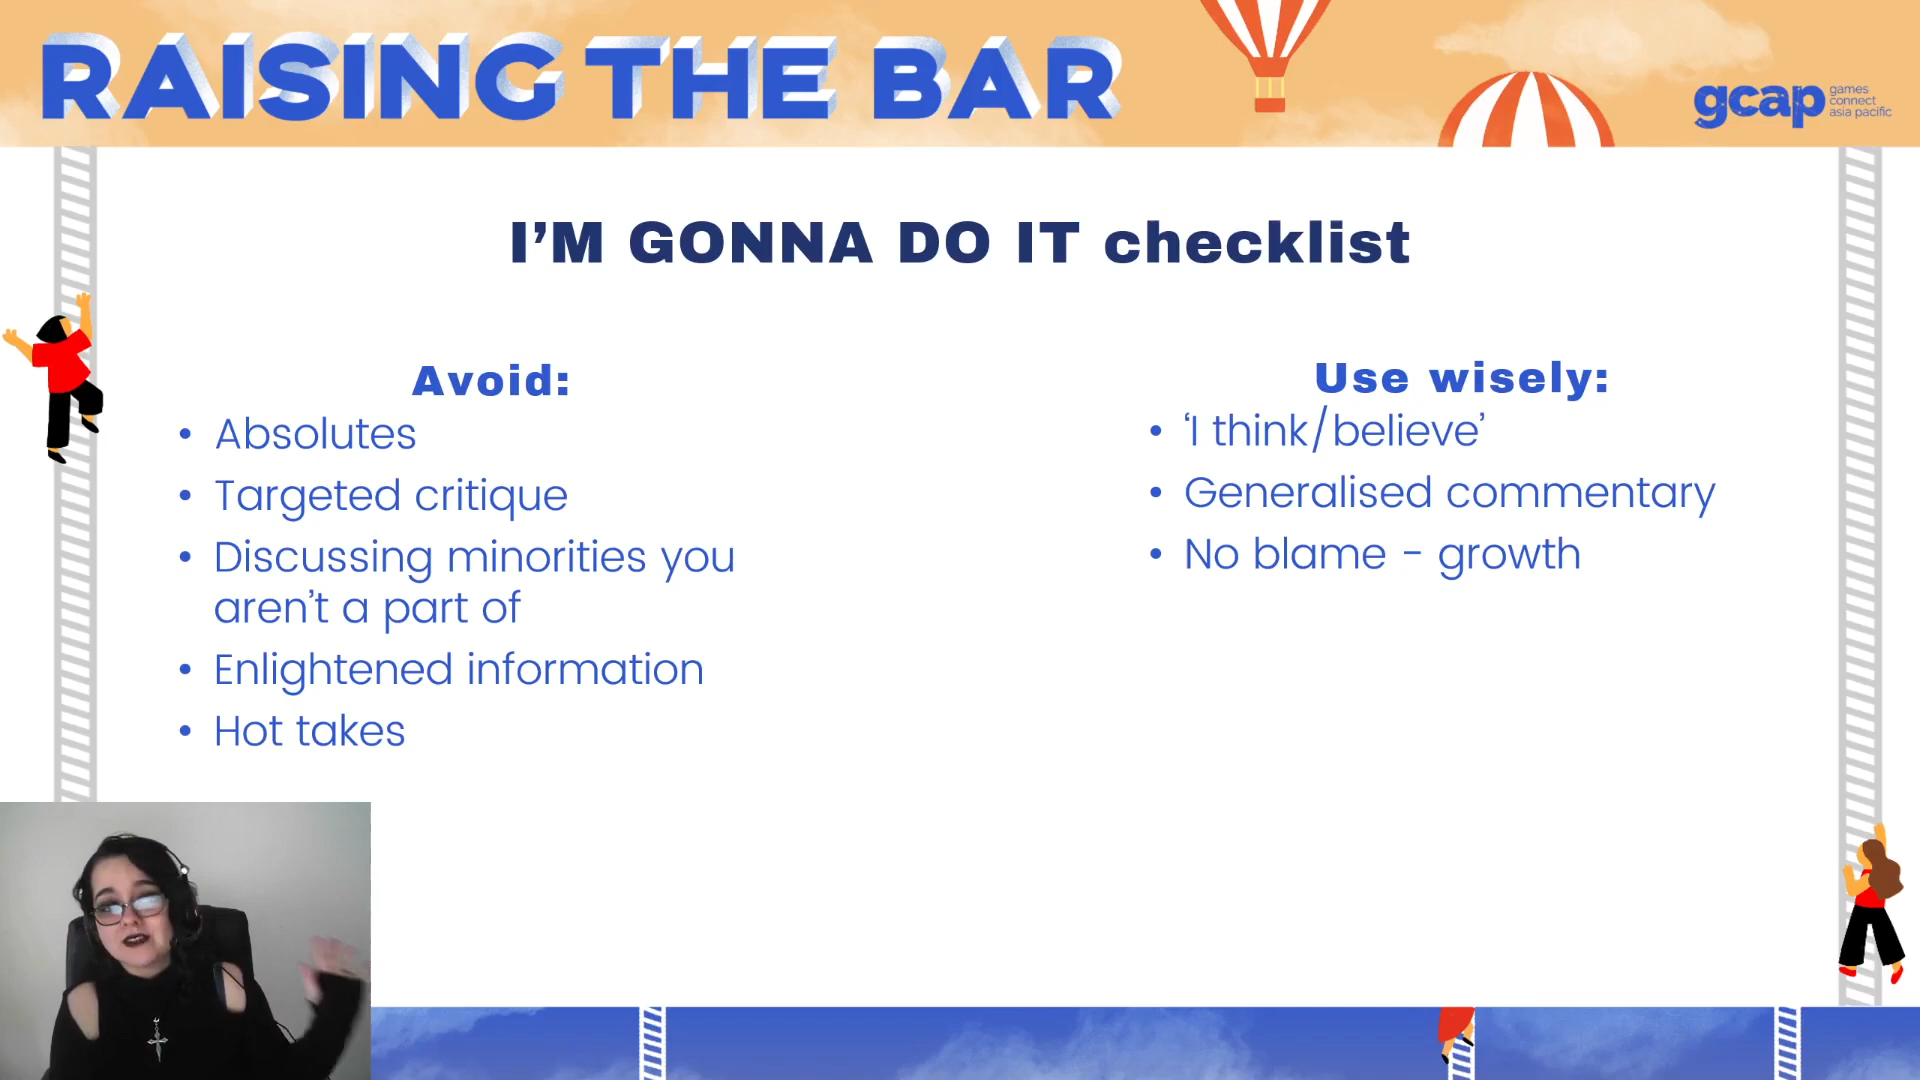 RAISING THE BAR
gcap games
connect
asia pacific
I’M GONNA DO IT checklist
Avoid:
• Absolutes
• Targeted critique
• Discussing minorities you
aren’t a part of
• Enlightened information
• Hot takes
Use wisely:
• ‘I think/believe’
• Generalised commentary
• No blame - growth